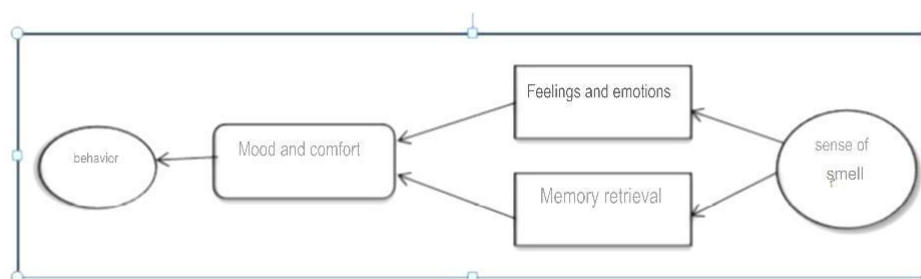 Feelings and emotions
behavior
Mood and comfort
sense of
smell
Memory retrieval